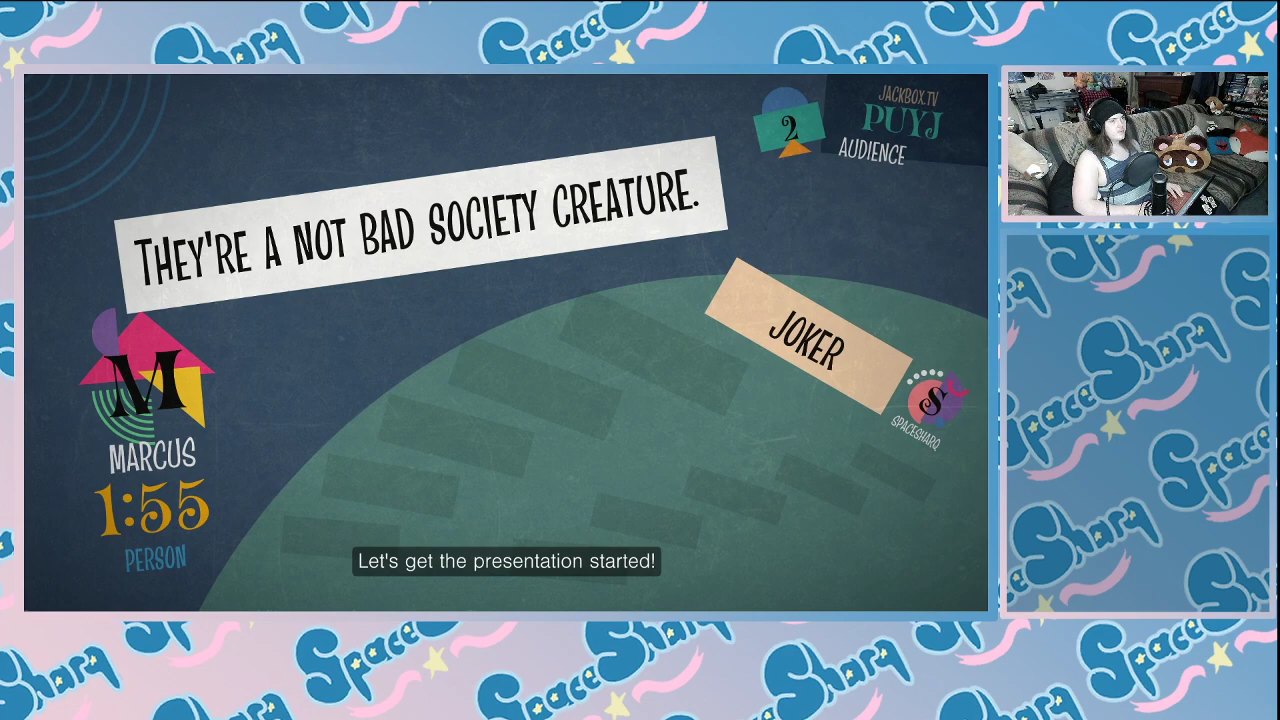 JACKBOX.TV
2
PUYJ
AUDIENCE
THEY'RE A NOT BAD SOCIETY CREATURE.
JOKER
S
SPACESHARQ
M
MARCUS
1:55
PERSON
Let's get the presentation started!
SpaceSharq